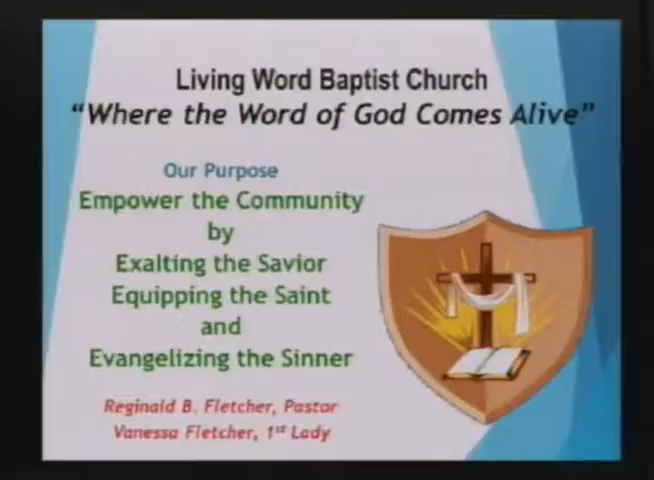 Living Word Baptist Church
“Where the Word of God Comes Alive”
Our Purpose
Empower the Community
by
Exalting the Savior
Equipping the Saint
and
Evangelizing the Sinner
Reginald B. Fletcher, Pastor
Vanessa Fletcher, 1st Lady